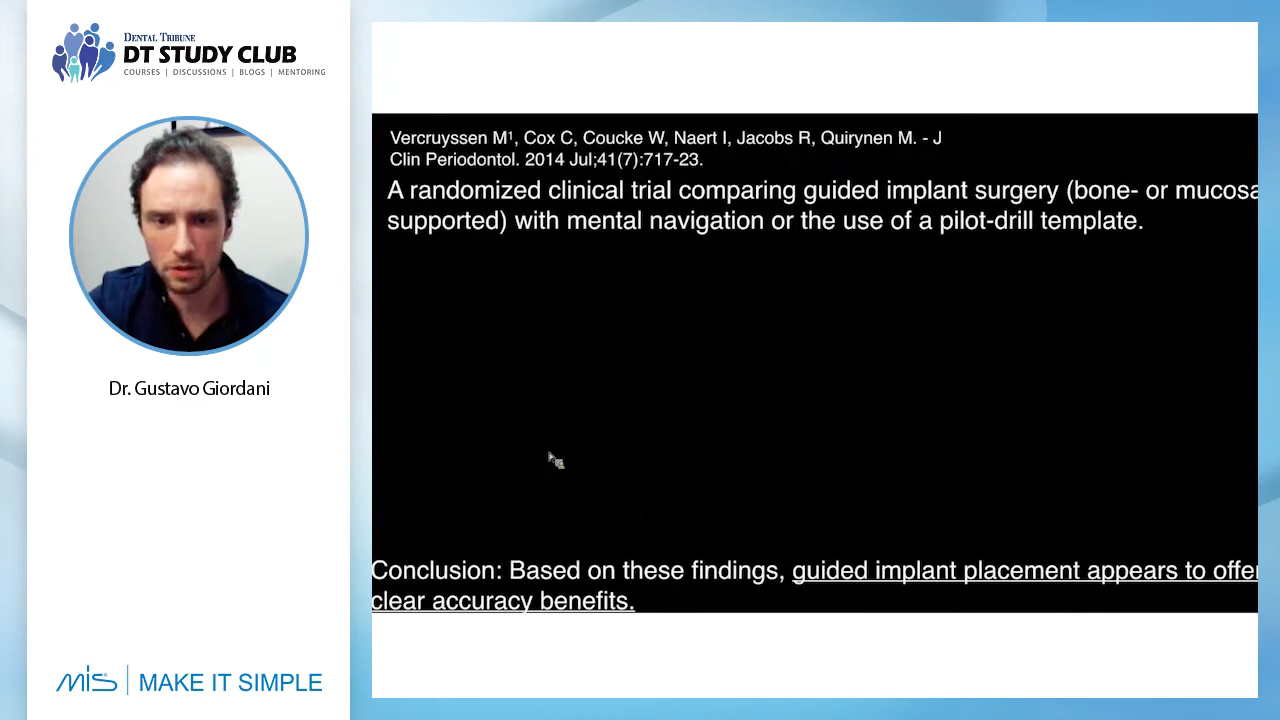 DENTAL TRIBUNE
DT STUDY CLUB
COURSES | DISCUSSIONS | BLOGS | MENTORING
Dr. Gustavo Giordani
mis | MAKE IT SIMPLE
Vercruyssen M¹, Cox C, Coucke W, Naert I, Jacobs R, Quirynen M. - J
Clin Periodontol. 2014 Jul;41(7):717-23.
A randomized clinical trial comparing guided implant surgery (bone- or mucosa
supported) with mental navigation or the use of a pilot-drill template.
Conclusion: Based on these findings, guided implant placement appears to offer
clear accuracy benefits.